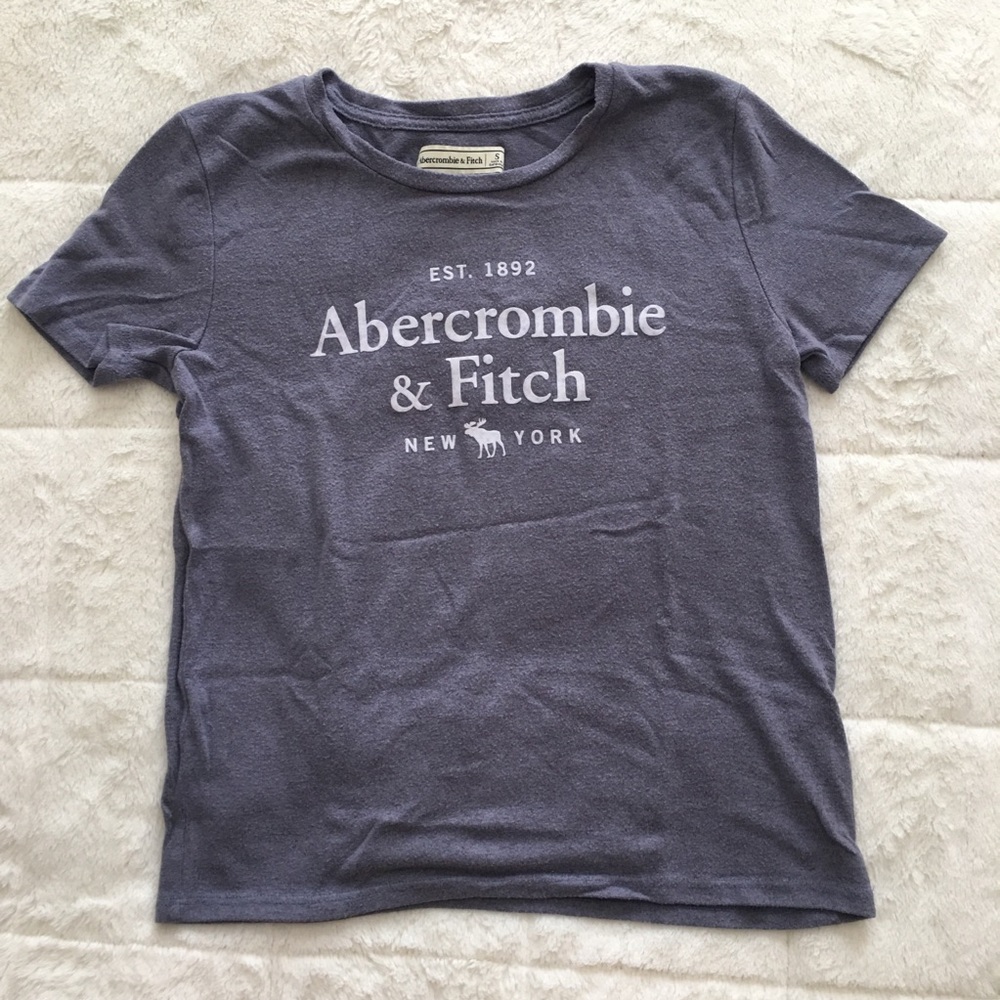 Abercrombie & Fitch S
EST. 1892
Abercrombie
& Fitch
NEW YORK